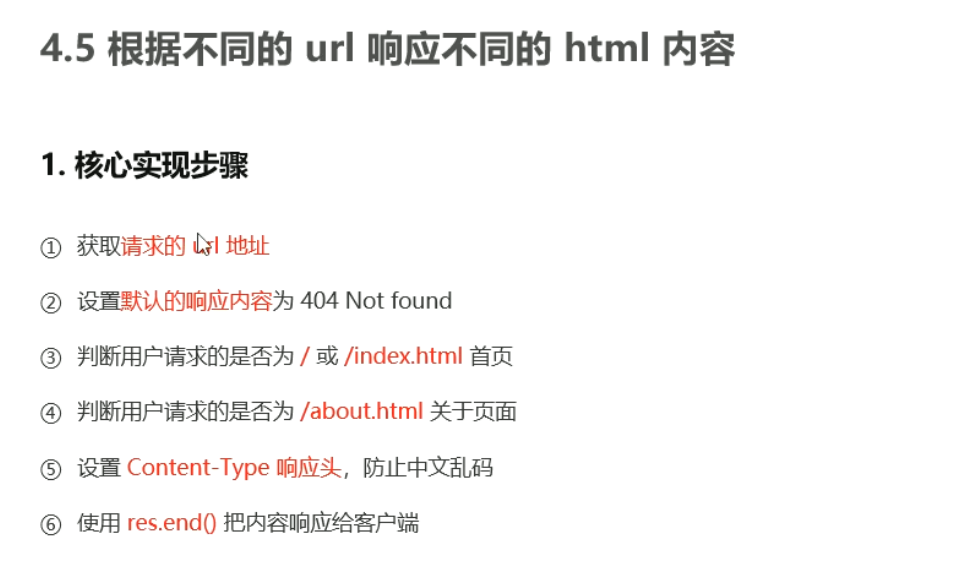 4.5 根据不同的 url 响应不同的 html 内容
1. 核心实现步骤
① 获取请求的 url 地址
② 设置默认的响应内容为 404 Not found
③ 判断用户请求的是否为 / 或 /index.html 首页
④ 判断用户请求的是否为 /about.html 关于页面
⑤ 设置 Content-Type 响应头，防止中文乱码
⑥ 使用 res.end() 把内容响应给客户端